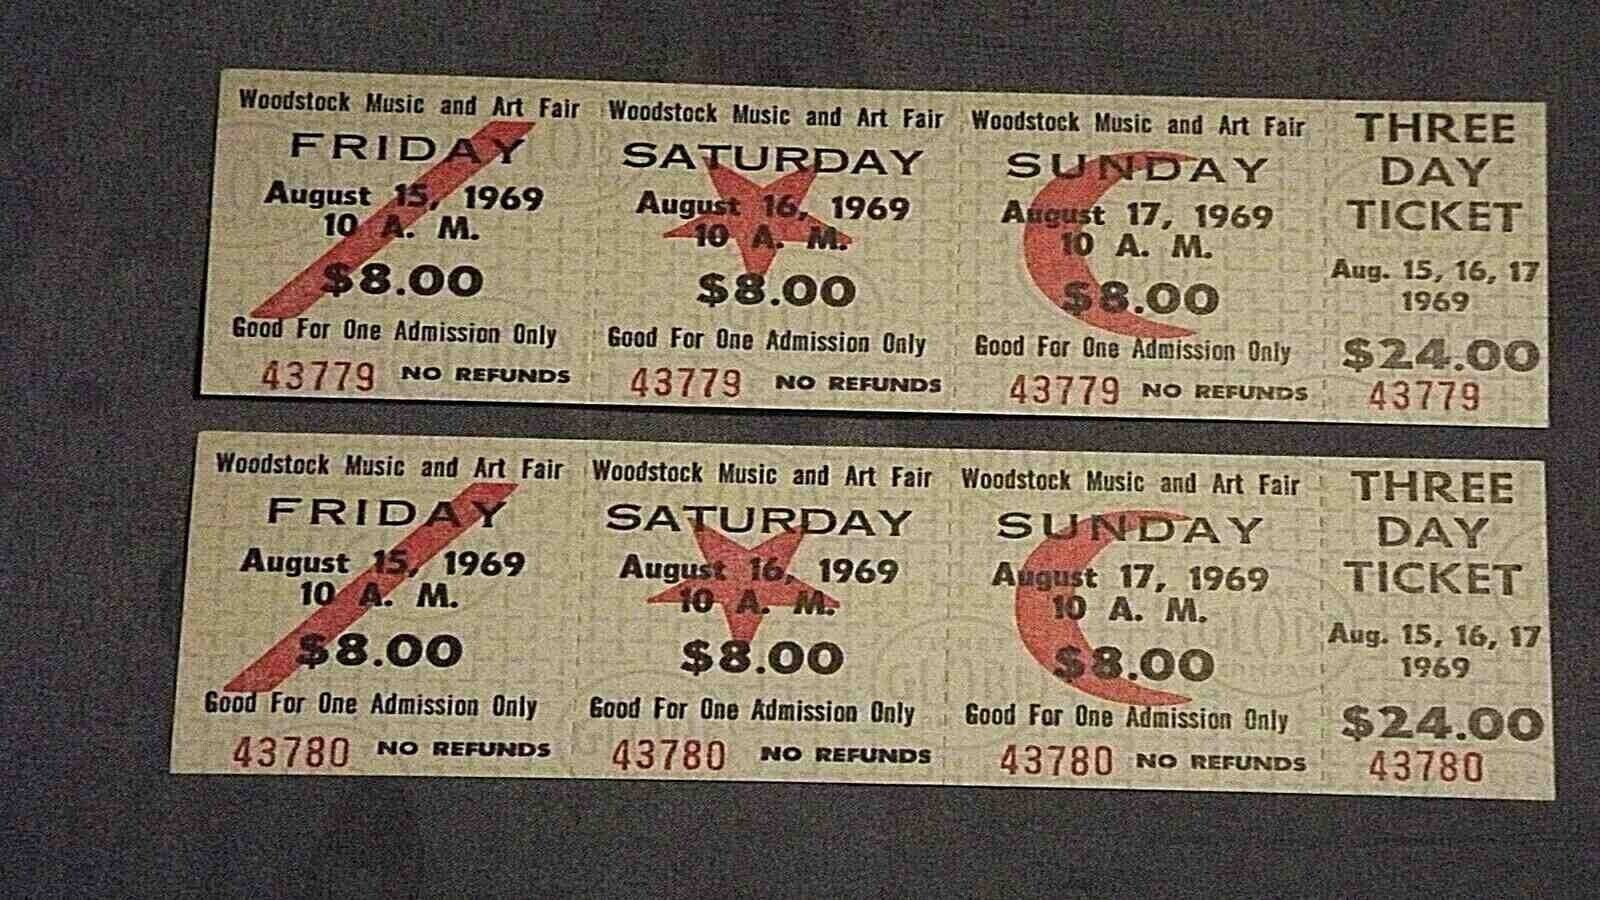 Woodstock Music and Art Fair
FRIDAY
August 15, 1969
10 A. M.
$8.00
Good For One Admission Only
43779 NO REFUNDS
Woodstock Music and Art Fair
SATURDAY
August 16, 1969
10 A. M.
$8.00
Good For One Admission Only
43779 NO REFUNDS
Woodstock Music and Art Fair
SUNDAY
August 17, 1969
10 A. M.
$8.00
Good For One Admission Only
43779 NO REFUNDS
THREE
DAY
TICKET
Aug. 15, 16, 17
1969
$24.00
43779
Woodstock Music and Art Fair
FRIDAY
August 15, 1969
10 A. M.
$8.00
Good For One Admission Only
43780 NO REFUNDS
Woodstock Music and Art Fair
SATURDAY
August 16, 1969
10 A. M.
$8.00
Good For One Admission Only
43780 NO REFUNDS
Woodstock Music and Art Fair
SUNDAY
August 17, 1969
10 A. M.
$8.00
Good For One Admission Only
43780 NO REFUNDS
THREE
DAY
TICKET
Aug. 15, 16, 17
1969
$24.00
43780